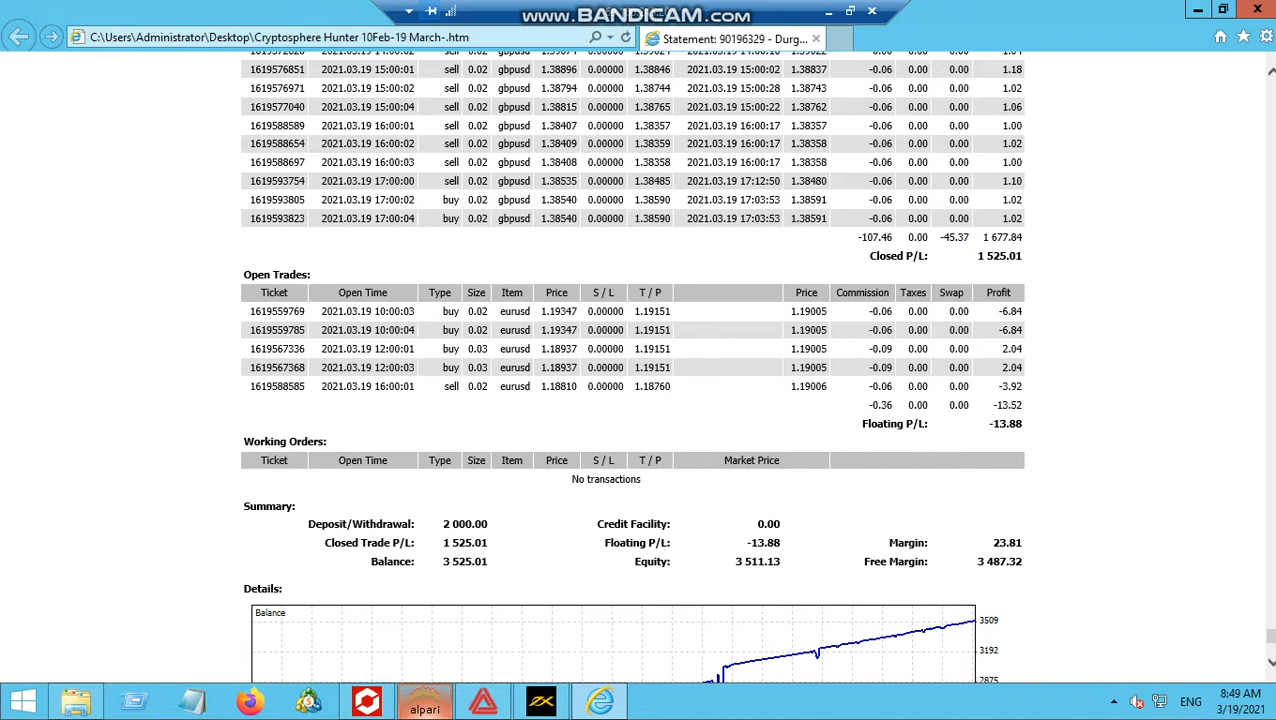 www.BANDICAM.com
C:\Users\Administrator\Desktop\Cryptosphere Hunter 10Feb-19 March-.htm
Statement: 90196329 - Durg...
1619576851 2021.03.19 15:00:01 sell 0.02 gbpusd 1.38896 0.00000 1.38846 2021.03.19 15:00:02 1.38837 -0.06 0.00 0.00 1.18
1619576971 2021.03.19 15:00:02 sell 0.02 gbpusd 1.38794 0.00000 1.38744 2021.03.19 15:00:28 1.38743 -0.06 0.00 0.00 1.02
1619577040 2021.03.19 15:00:04 sell 0.02 gbpusd 1.38815 0.00000 1.38765 2021.03.19 15:00:22 1.38762 -0.06 0.00 0.00 1.06
1619588589 2021.03.19 16:00:01 sell 0.02 gbpusd 1.38407 0.00000 1.38357 2021.03.19 16:00:17 1.38357 -0.06 0.00 0.00 1.00
1619588654 2021.03.19 16:00:02 sell 0.02 gbpusd 1.38409 0.00000 1.38359 2021.03.19 16:00:17 1.38358 -0.06 0.00 0.00 1.02
1619588697 2021.03.19 16:00:03 sell 0.02 gbpusd 1.38408 0.00000 1.38358 2021.03.19 16:00:17 1.38358 -0.06 0.00 0.00 1.00
1619593754 2021.03.19 17:00:00 sell 0.02 gbpusd 1.38535 0.00000 1.38485 2021.03.19 17:12:50 1.38480 -0.06 0.00 0.00 1.10
1619593805 2021.03.19 17:00:02 buy 0.02 gbpusd 1.38540 0.00000 1.38590 2021.03.19 17:03:53 1.38591 -0.06 0.00 0.00 1.02
1619593823 2021.03.19 17:00:04 buy 0.02 gbpusd 1.38540 0.00000 1.38590 2021.03.19 17:03:53 1.38591 -0.06 0.00 0.00 1.02
-107.46 0.00 -45.37 1 677.84
Closed P/L: 1 525.01
Open Trades:
Ticket Open Time Type Size Item Price S / L T / P Price Commission Taxes Swap Profit
1619559769 2021.03.19 10:00:03 buy 0.02 eurusd 1.19347 0.00000 1.19151 1.19005 -0.06 0.00 0.00 -6.84
1619559785 2021.03.19 10:00:04 buy 0.02 eurusd 1.19347 0.00000 1.19151 1.19005 -0.06 0.00 0.00 -6.84
1619567336 2021.03.19 12:00:01 buy 0.03 eurusd 1.18937 0.00000 1.19151 1.19005 -0.09 0.00 0.00 2.04
1619567368 2021.03.19 12:00:03 buy 0.03 eurusd 1.18937 0.00000 1.19151 1.19005 -0.09 0.00 0.00 2.04
1619588585 2021.03.19 16:00:01 sell 0.02 eurusd 1.18810 0.00000 1.18760 1.19006 -0.06 0.00 0.00 -3.92
-0.36 0.00 0.00 -13.52
Floating P/L: -13.88
Working Orders:
Ticket Open Time Type Size Item Price S / L T / P Market Price
No transactions
Summary:
Deposit/Withdrawal: 2 000.00 Credit Facility: 0.00
Closed Trade P/L: 1 525.01 Floating P/L: -13.88 Margin: 23.81
Balance: 3 525.01 Equity: 3 511.13 Free Margin: 3 487.32
Details:
Balance
3509
3192
2875
alpari
ENG
8:49 AM
3/19/2021